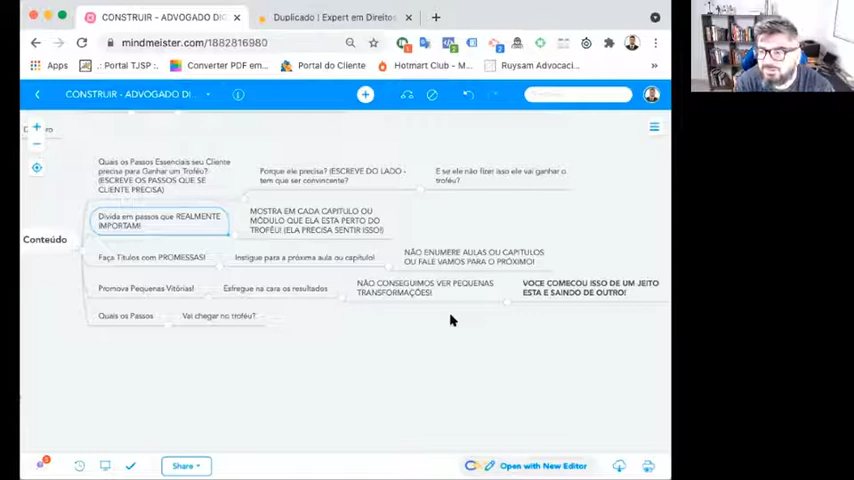 CONSTRUIR - ADVOGADO DIG
Duplicado | Expert em Direitos
mindmeister.com/1882816980
Apps
.: Portal TJSP :.
Converter PDF em...
Portal do Cliente
Hotmart Club - M...
Ruysam Advocaci...
CONSTRUIR - ADVOGADO DI...
Quais os Passos Essenciais seu Cliente
precisa para Ganhar um Troféu?
(ESCREVE OS PASSOS QUE SE
CLIENTE PRECISA)
Porque ele precisa? (ESCREVE DO LADO -
tem que ser convincente?
E se ele não fizer isso ele vai ganhar o
troféu?
Divida em passos que REALMENTE
IMPORTAM!
MOSTRA EM CADA CAPITULO OU
MÓDULO QUE ELA ESTA PERTO DO
TROFÉU! (ELA PRECISA SENTIR ISSO!)
Conteúdo
Faça Titulos com PROMESSAS!
Instigue para a próxima aula ou capitulo!
NÃO ENUMERE AULAS OU CAPITULOS
OU FALE VAMOS PARA O PRÓXIMO!
Promova Pequenas Vitórias!
Esfregue na cara os resultados
NÃO CONSEGUIMOS VER PEQUENAS
TRANSFORMAÇÕES!
VOCE COMECOU ISSO DE UM JEITO
ESTA E SAINDO DE OUTRO!
Quais os Passos
Vai chegar no troféu?
Share
Open with New Editor